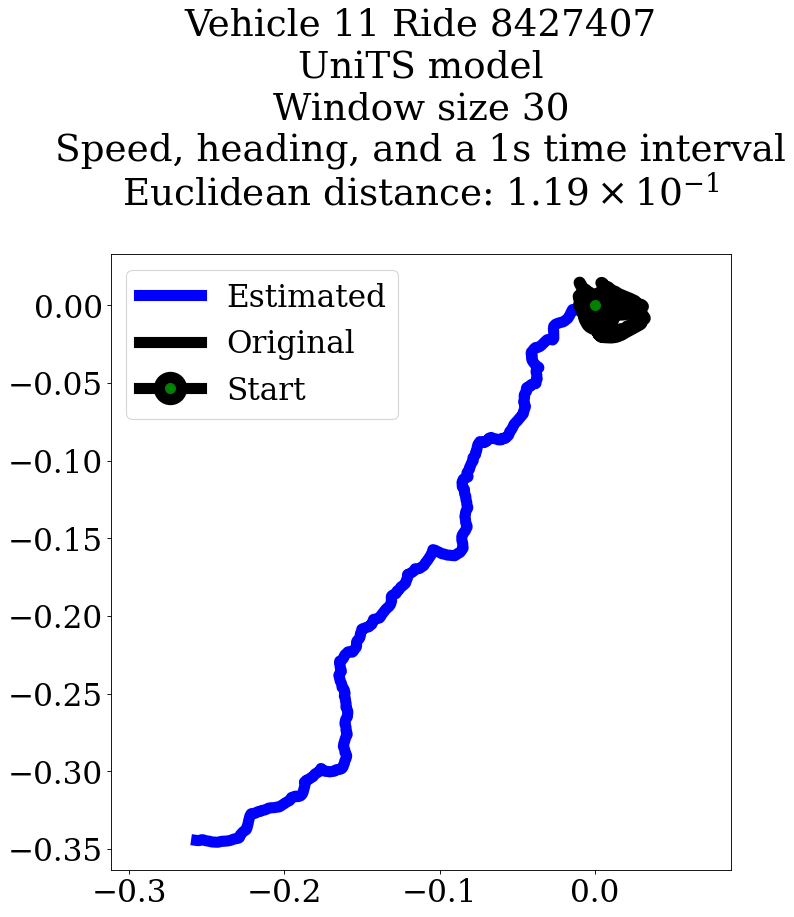 Vehicle 11 Ride 8427407
UniTS model
Window size 30
Speed, heading, and a 1s time interval
Euclidean distance: 1.19 × 10⁻¹
Estimated
Original
Start
0.00
−0.05
−0.10
−0.15
−0.20
−0.25
−0.30
−0.35
−0.3
−0.2
−0.1
0.0